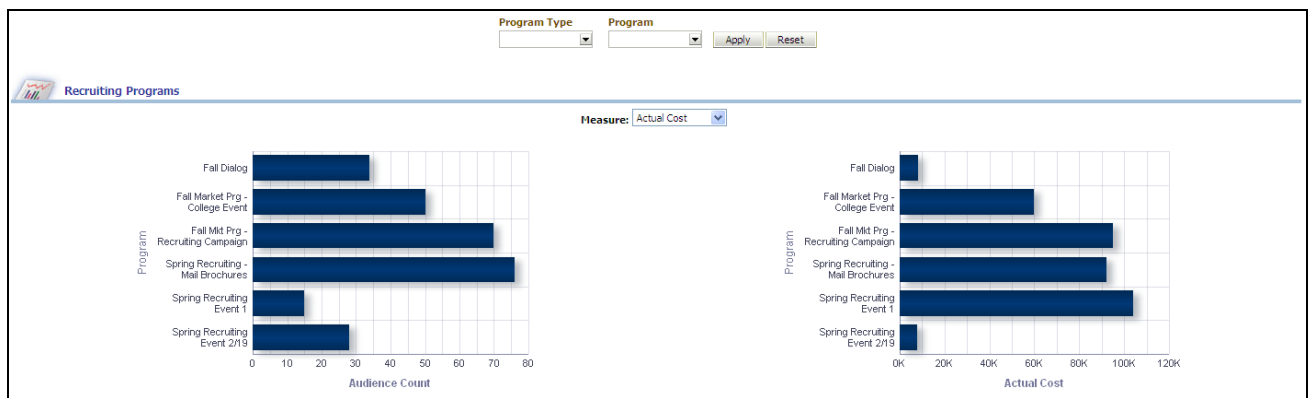 Program Type Program
Apply Reset
Recruiting Programs
Measure: Actual Cost
Program
Fall Dialog
Fall Market Prg -
College Event
Fall Mkt Prg -
Recruiting Campaign
Spring Recruiting -
Mail Brochures
Spring Recruiting
Event 1
Spring Recruiting
Event 2/19
0 10 20 30 40 50 60 70 80
Audience Count
Program
Fall Dialog
Fall Market Prg -
College Event
Fall Mkt Prg -
Recruiting Campaign
Spring Recruiting -
Mail Brochures
Spring Recruiting
Event 1
Spring Recruiting
Event 2/19
0K 20K 40K 60K 80K 100K 120K
Actual Cost